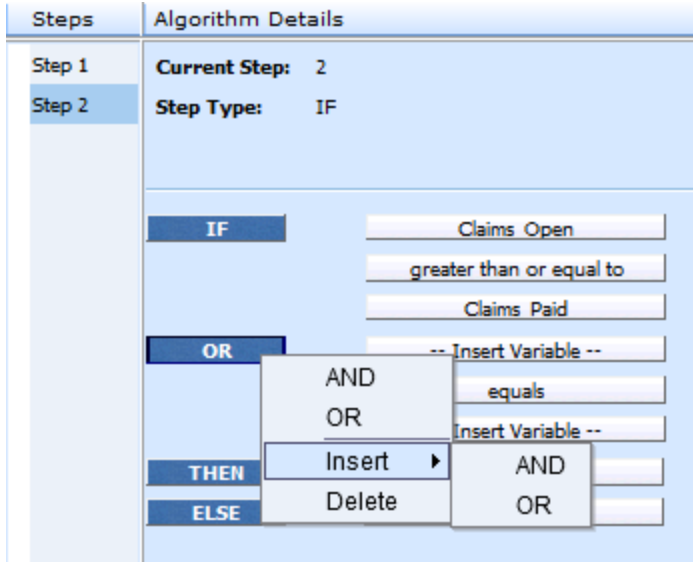 Steps Algorithm Details
Step 1 Current Step: 2
Step 2 Step Type: IF
IF Claims Open
greater than or equal to
Claims Paid
OR -- Insert Variable --
AND equals
OR Insert Variable --
THEN Insert AND
ELSE Delete OR